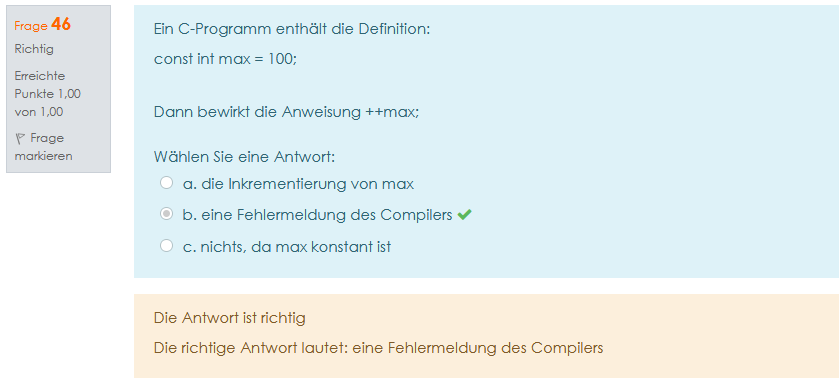 Frage 46
Richtig
Erreichte
Punkte 1,00
von 1,00
Frage
markieren
Ein C-Programm enthält die Definition:
const int max = 100;
Dann bewirkt die Anweisung ++max;
Wählen Sie eine Antwort:
a. die Inkrementierung von max
b. eine Fehlermeldung des Compilers
c. nichts, da max konstant ist
Die Antwort ist richtig
Die richtige Antwort lautet: eine Fehlermeldung des Compilers